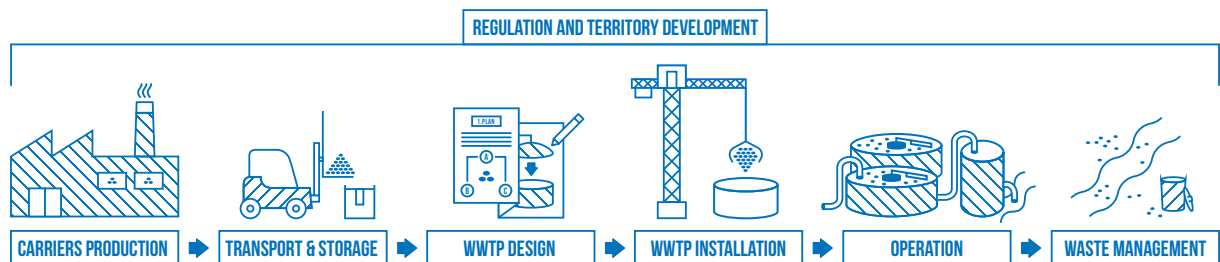 REGULATION AND TERRITORY DEVELOPMENT
1.PLAN
A
B
C
CARRIERS PRODUCTION
TRANSPORT & STORAGE
WWTP DESIGN
WWTP INSTALLATION
OPERATION
WASTE MANAGEMENT